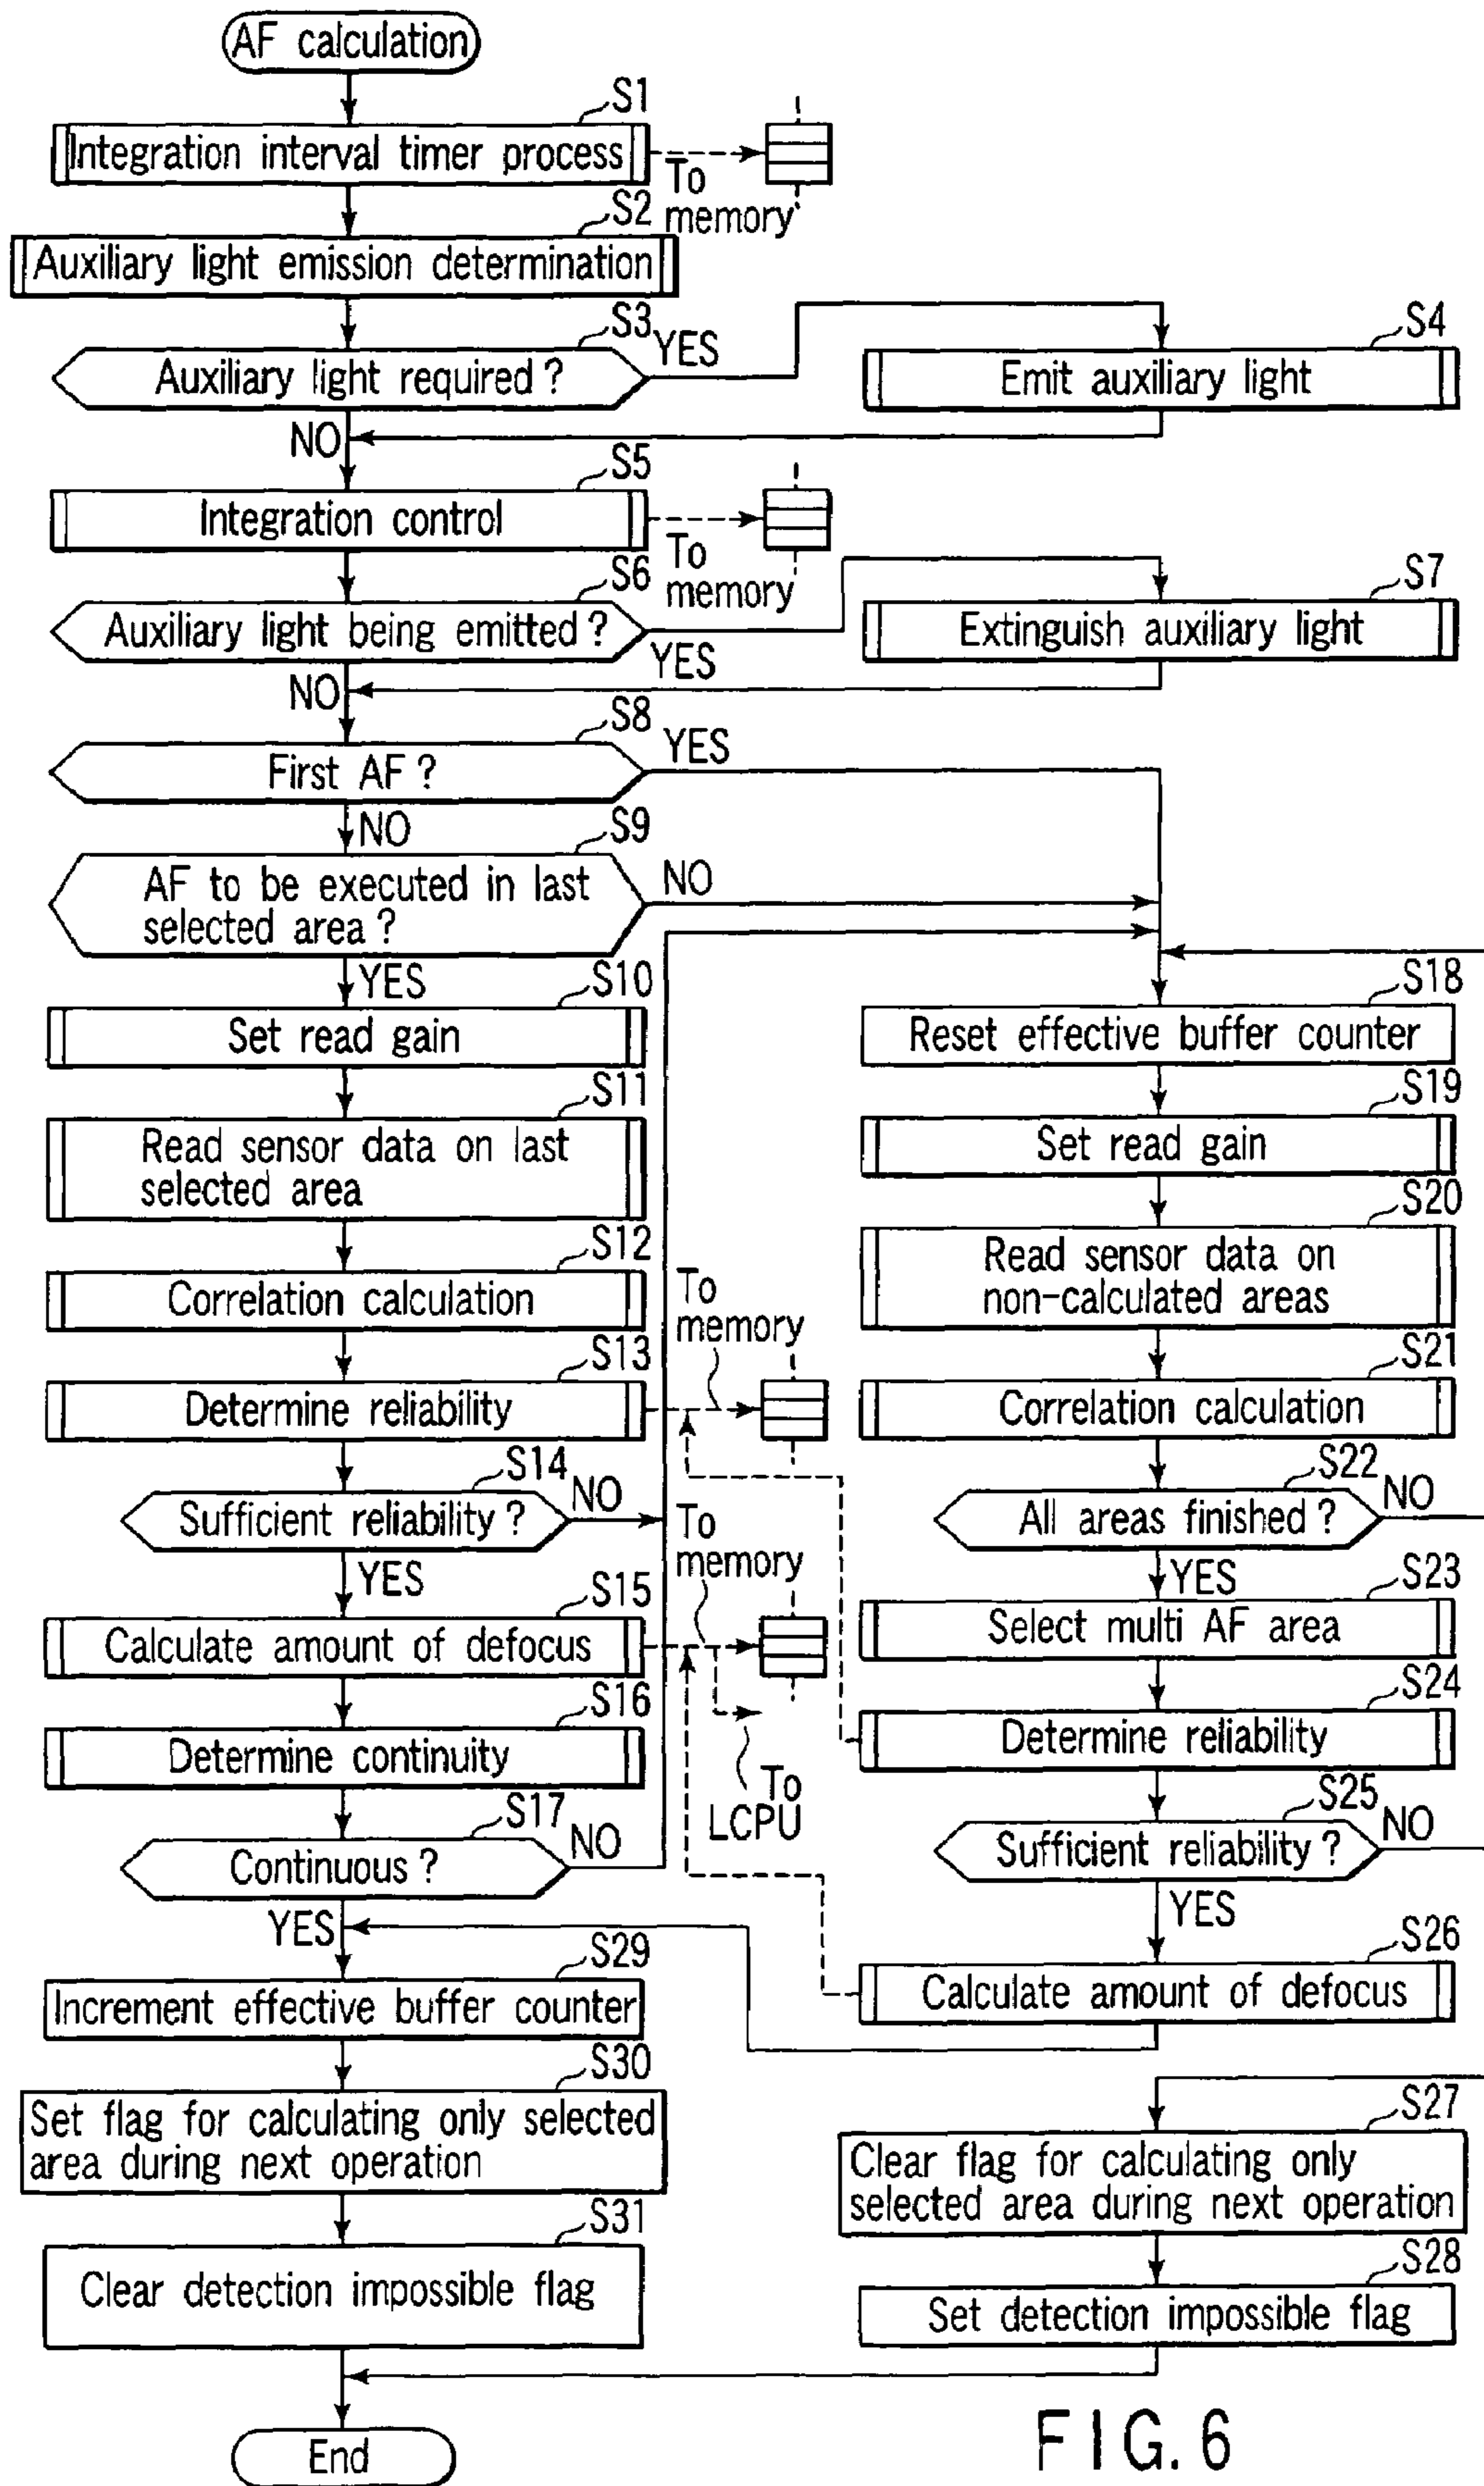 AF calculation
S1
Integration interval timer process
To
memory
S2
Auxiliary light emission determination
S3
Auxiliary light required ?
YES
NO
S4
Emit auxiliary light
S5
Integration control
To
memory
S6
Auxiliary light being emitted ?
YES
NO
S7
Extinguish auxiliary light
S8
First AF ?
YES
NO
S9
AF to be executed in last
selected area ?
NO
YES
S10
Set read gain
S11
Read sensor data on last
selected area
S12
Correlation calculation
S13
Determine reliability
To
memory
S14
Sufficient reliability ?
NO
YES
S15
Calculate amount of defocus
To
memory
To
LCPU
S16
Determine continuity
S17
Continuous ?
NO
YES
S18
Reset effective buffer counter
S19
Set read gain
S20
Read sensor data on
non-calculated areas
S21
Correlation calculation
S22
All areas finished ?
NO
YES
S23
Select multi AF area
S24
Determine reliability
S25
Sufficient reliability ?
NO
YES
S26
Calculate amount of defocus
S27
Clear flag for calculating only
selected area during next operation
S28
Set detection impossible flag
S29
Increment effective buffer counter
S30
Set flag for calculating only selected
area during next operation
S31
Clear detection impossible flag
End
FIG. 6